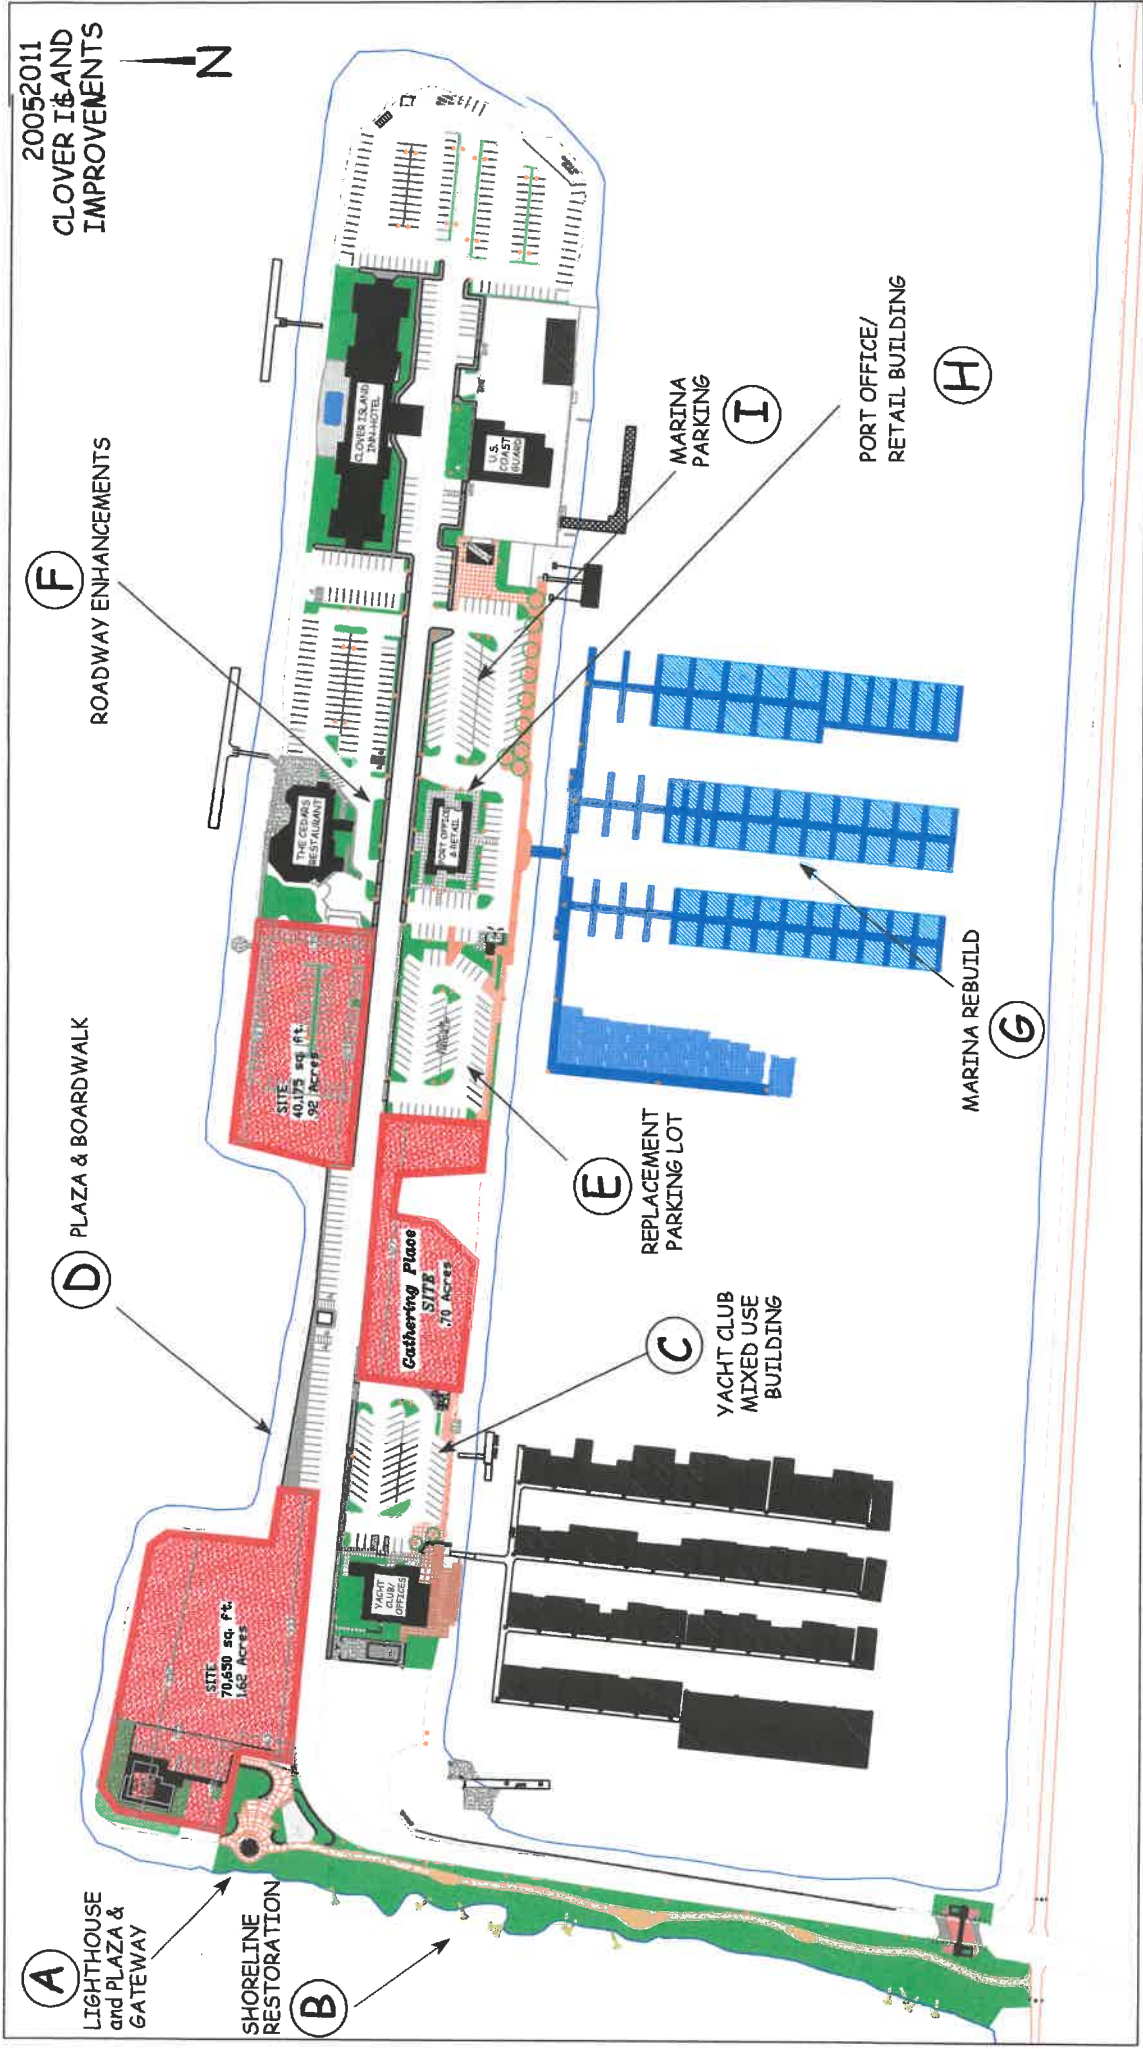 20052011
CLOVER ISLAND
IMPROVEMENTS
N
F
ROADWAY ENHANCEMENTS
D
PLAZA & BOARDWALK
A
LIGHTHOUSE
and PLAZA &
GATEWAY
SHORELINE
RESTORATION
B
SITE
70,650 sq. ft.
1.62 Acres
SITE
40,175 sq. ft.
.92 Acres
THE CEDARS
RESTAURANT
CLOVER ISLAND
INN-HOTEL
U.S.
COAST
GUARD
PORT OFFICE
& RETAIL
Gathering Place
SITE
.70 Acres
YACHT
CLUB/
OFFICES
MARINA
PARKING
I
PORT OFFICE/
RETAIL BUILDING
H
E
REPLACEMENT
PARKING LOT
C
YACHT CLUB
MIXED USE
BUILDING
MARINA REBUILD
G